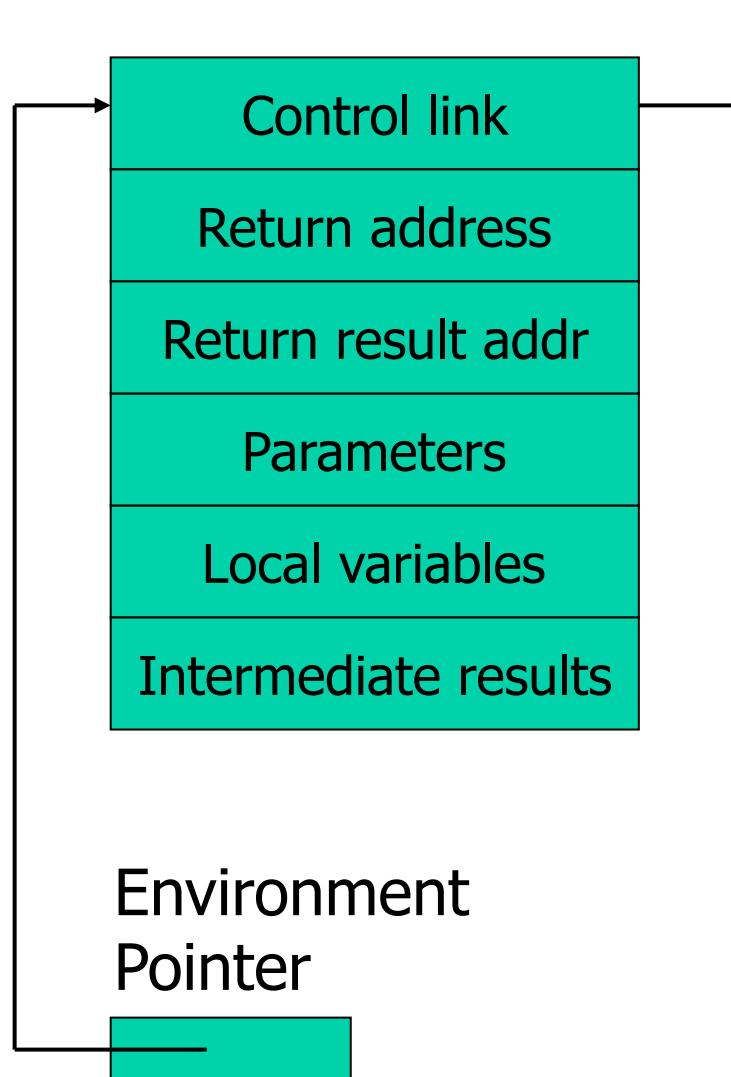 Control link
Return address
Return result addr
Parameters
Local variables
Intermediate results
Environment
Pointer